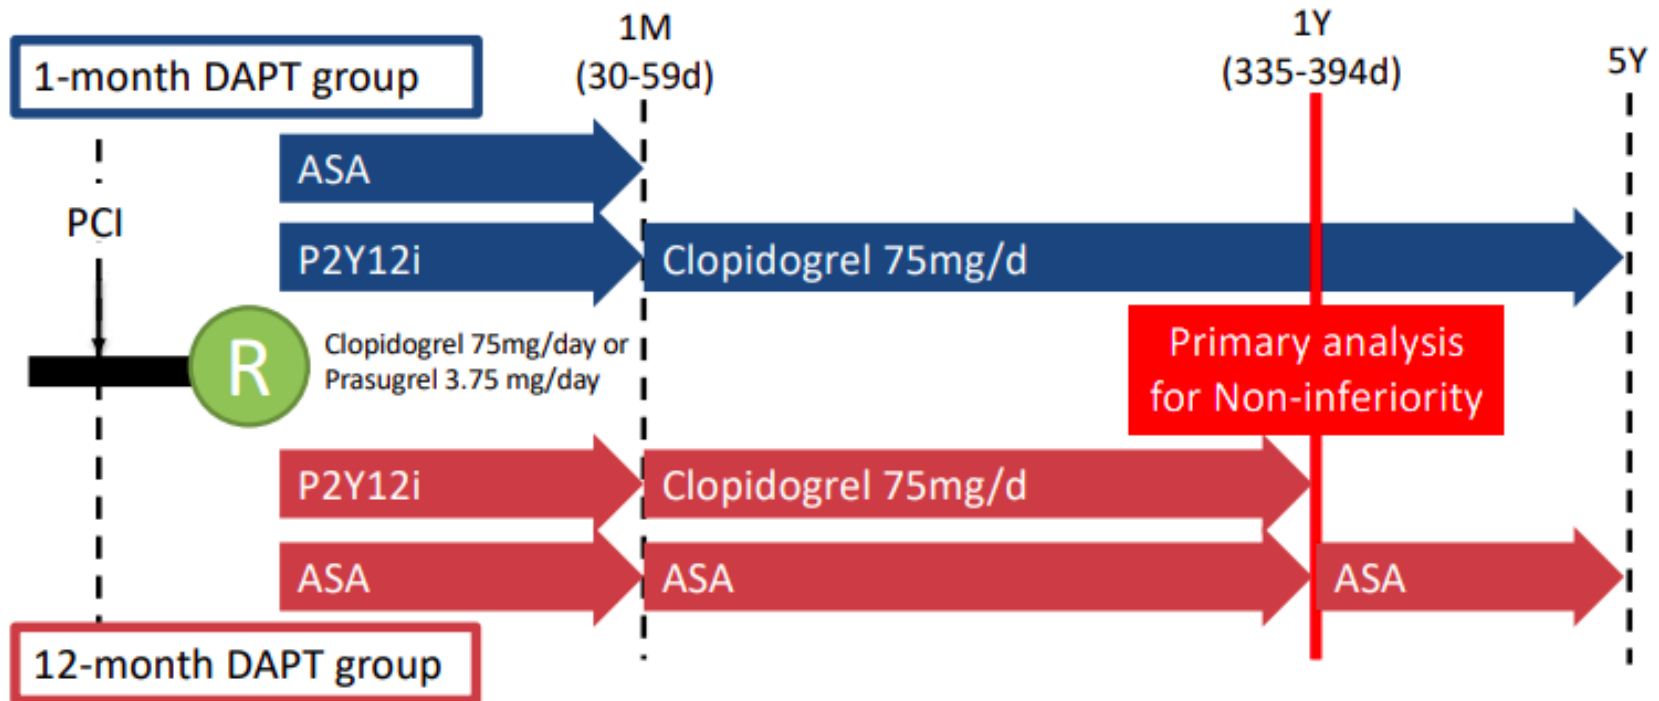 1M
(30-59d)
1Y
(335-394d)
5Y
1-month DAPT group
ASA
PCI
P2Y12i
Clopidogrel 75mg/d
R
Clopidogrel 75mg/day or
Prasugrel 3.75 mg/day
Primary analysis
for Non-inferiority
P2Y12i
Clopidogrel 75mg/d
ASA
ASA
ASA
12-month DAPT group